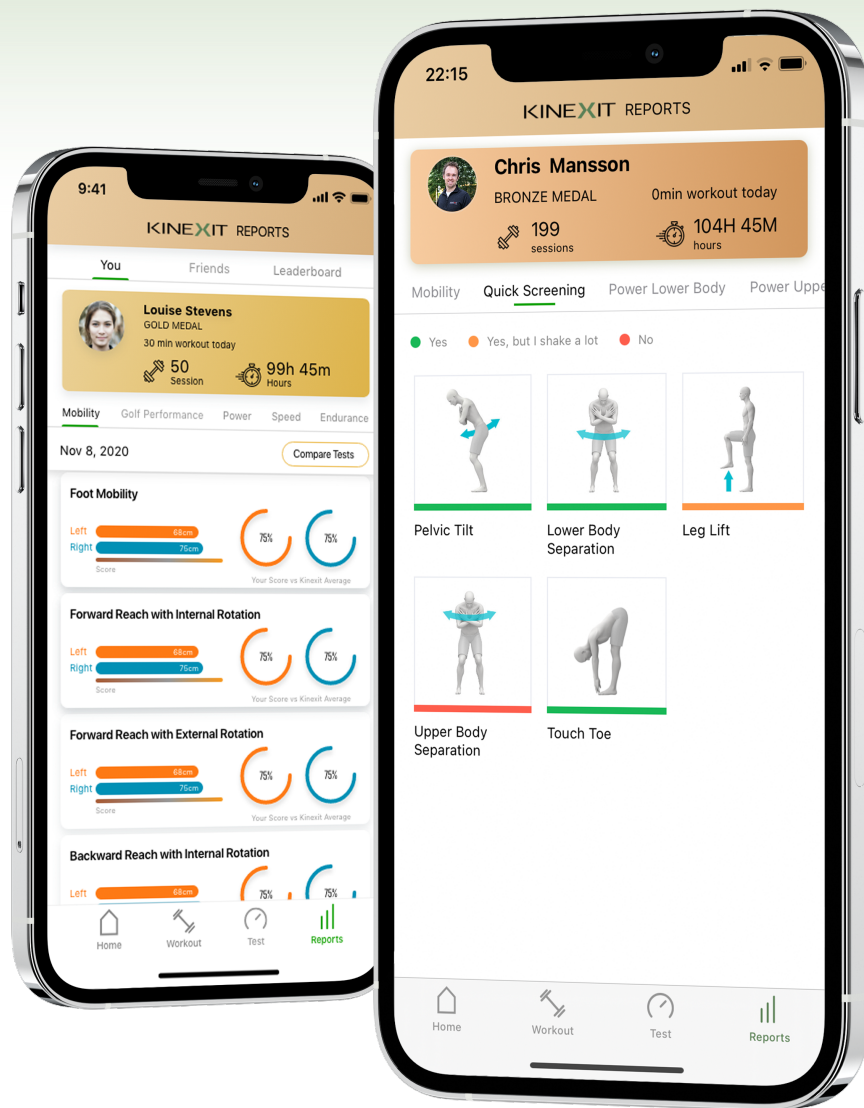 9:41
KINEXIT REPORTS
You Friends Leaderboard
Louise Stevens
GOLD MEDAL
30 min workout today
50 99h 45m
Session Hours
Mobility Golf Performance Power Speed Endurance
Nov 8, 2020 Compare Tests
Foot Mobility
Left 68cm 75% 75%
Right 75cm
Score
Your Score vs Kinexit Average
Forward Reach with Internal Rotation
Left 68cm 75% 75%
Right 75cm
Score
Your Score vs Kinexit Average
Forward Reach with External Rotation
Left 68cm 75% 75%
Right 75cm
Score
Your Score vs Kinexit Average
Backward Reach with Internal Rotation
Left 68cm 75% 75%
Home Workout Test Reports
22:15
KINEXIT REPORTS
Chris Mansson
BRONZE MEDAL 0min workout today
199 104H 45M
sessions hours
Mobility Quick Screening Power Lower Body Power Uppe
Yes Yes, but I shake a lot No
Pelvic Tilt Lower Body Leg Lift
Separation
Upper Body Touch Toe
Separation
Home Workout Test Reports